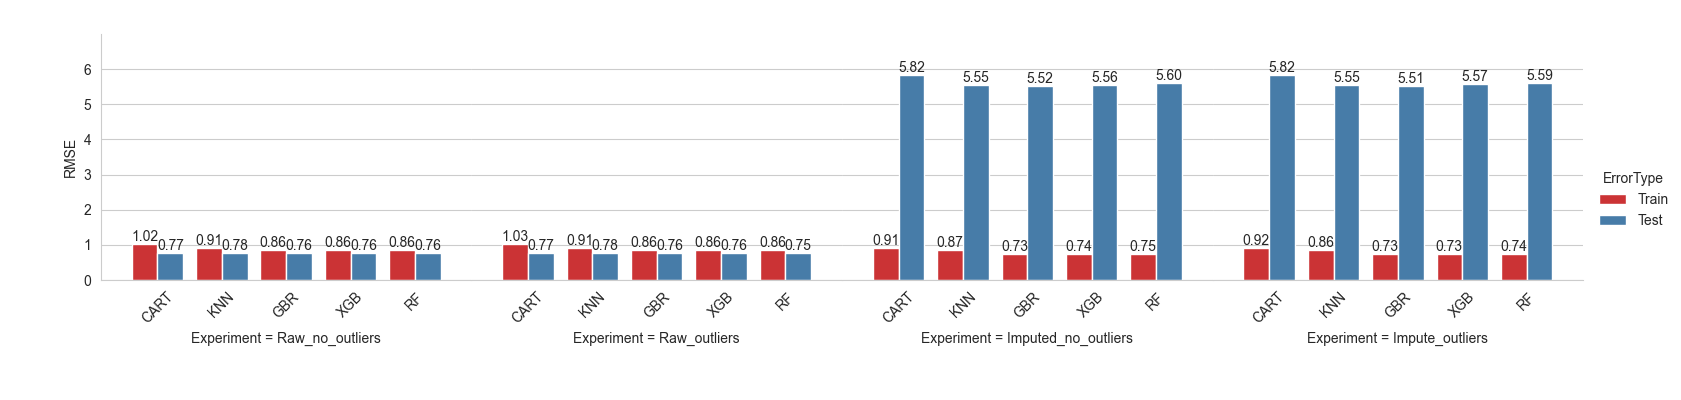 RMSE
6
5
4
3
2
1
0
1.02 0.77 0.91 0.78 0.86 0.76 0.86 0.76 0.86 0.76
CART KNN GBR XGB RF
Experiment = Raw_no_outliers
1.03 0.77 0.91 0.78 0.86 0.76 0.86 0.76 0.86 0.75
CART KNN GBR XGB RF
Experiment = Raw_outliers
0.91 5.82 0.87 5.55 0.73 5.52 0.74 5.56 0.75 5.60
CART KNN GBR XGB RF
Experiment = Imputed_no_outliers
0.92 5.82 0.86 5.55 0.73 5.51 0.73 5.57 0.74 5.59
CART KNN GBR XGB RF
Experiment = Impute_outliers
ErrorType
Train
Test